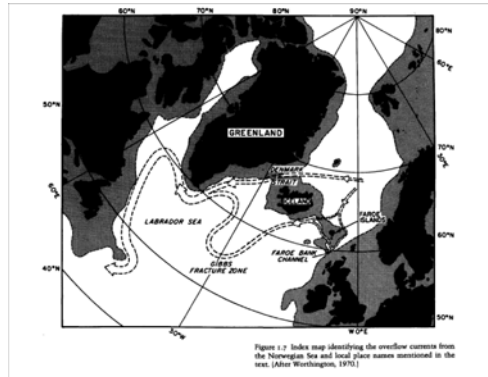 60°N
70°N
80°N
90°N
80°N
60°E
50°N
GREENLAND
70°N
30°E
DENMARK
STRAIT
60°W
ICELAND
LABRADOR SEA
FAROE
ISLANDS
60°N
GIBBS
FRACTURE ZONE
FAROE BANK
CHANNEL
40°N
50°N
30°W
W0°E
Figure 1.7 Index map identifying the overflow currents from
the Norwegian Sea and local place names mentioned in the
text. [After Worthington, 1970.]